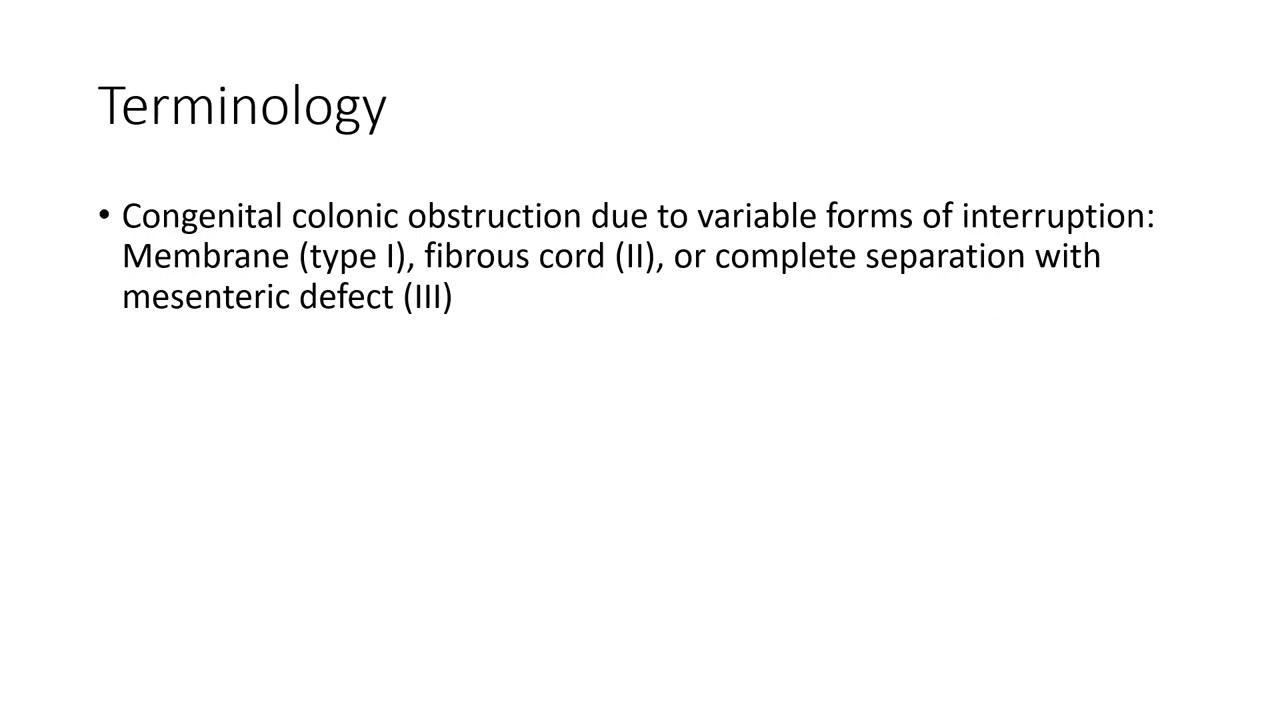 Terminology
• Congenital colonic obstruction due to variable forms of interruption:
Membrane (type I), fibrous cord (II), or complete separation with
mesenteric defect (III)